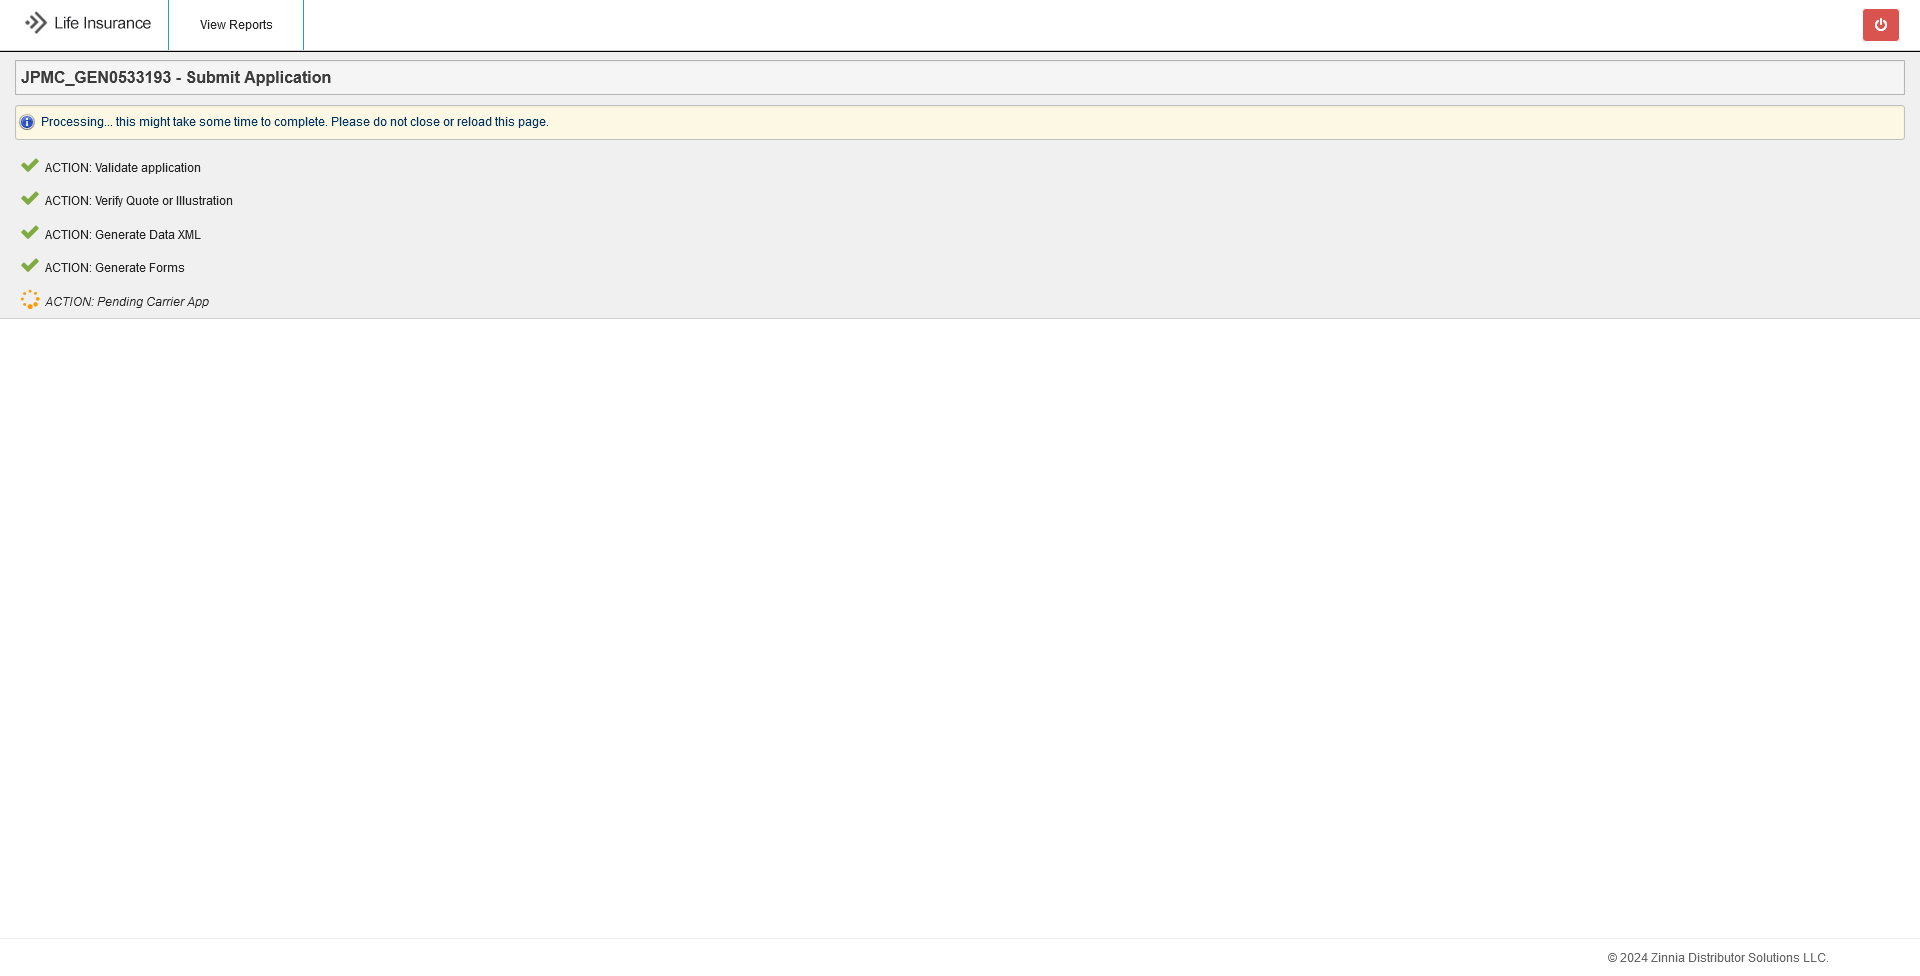 Life Insurance
View Reports
JPMC_GEN0533193 - Submit Application
Processing... this might take some time to complete. Please do not close or reload this page.
ACTION: Validate application
ACTION: Verify Quote or Illustration
ACTION: Generate Data XML
ACTION: Generate Forms
ACTION: Pending Carrier App
© 2024 Zinnia Distributor Solutions LLC.